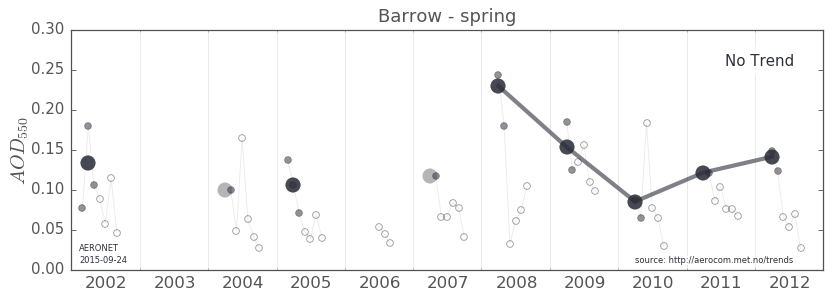 Barrow - spring
0.30
0.25
0.20
0.15
0.10
0.05
0.00
AOD550
No Trend
AERONET
2015-09-24
source: http://aerocom.met.no/trends
2002 2003 2004 2005 2006 2007 2008 2009 2010 2011 2012